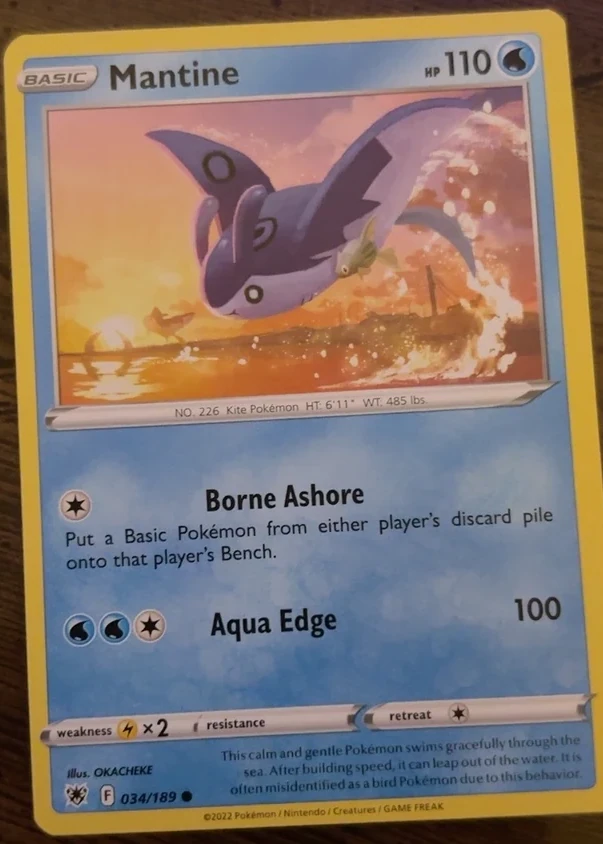 BASIC Mantine HP 110
NO. 226 Kite Pokémon HT: 6'11" WT: 485 lbs.
Borne Ashore
Put a Basic Pokémon from either player's discard pile
onto that player's Bench.
Aqua Edge 100
weakness ×2 resistance retreat
Illus. OKACHEKE
This calm and gentle Pokémon swims gracefully through the
sea. After building speed, it can leap out of the water. It is
often misidentified as a bird Pokémon due to this behavior.
F 034/189
©2022 Pokémon / Nintendo / Creatures / GAME FREAK